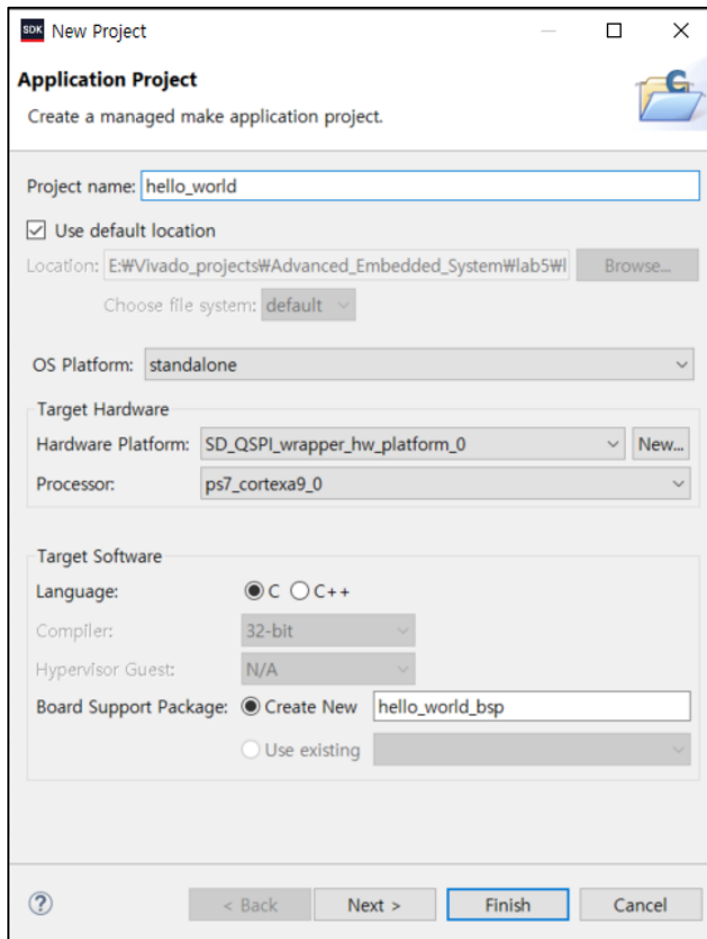 SDK New Project
Application Project
Create a managed make application project.
Project name: hello_world
Use default location
Location: E:₩Vivado_projects₩Advanced_Embedded_System₩lab5₩l Browse...
Choose file system: default
OS Platform: standalone
Target Hardware
Hardware Platform: SD_QSPI_wrapper_hw_platform_0 New...
Processor: ps7_cortexa9_0
Target Software
Language: C C++
Compiler: 32-bit
Hypervisor Guest: N/A
Board Support Package: Create New hello_world_bsp
Use existing
? < Back Next > Finish Cancel